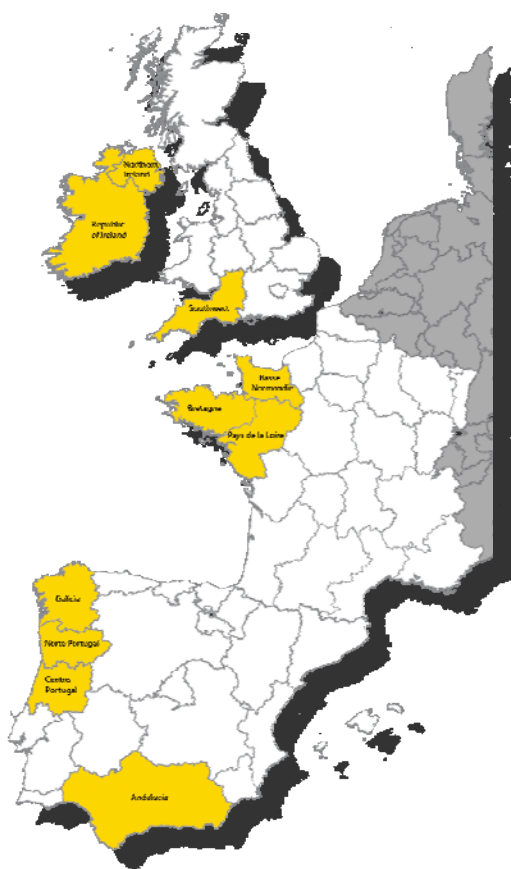 Northern
Ireland
Republic
of Ireland
Southwest
Basse
Normandie
Bretagne
Pays de la Loire
Galicia
Norte Portugal
Centro
Portugal
Andalucia